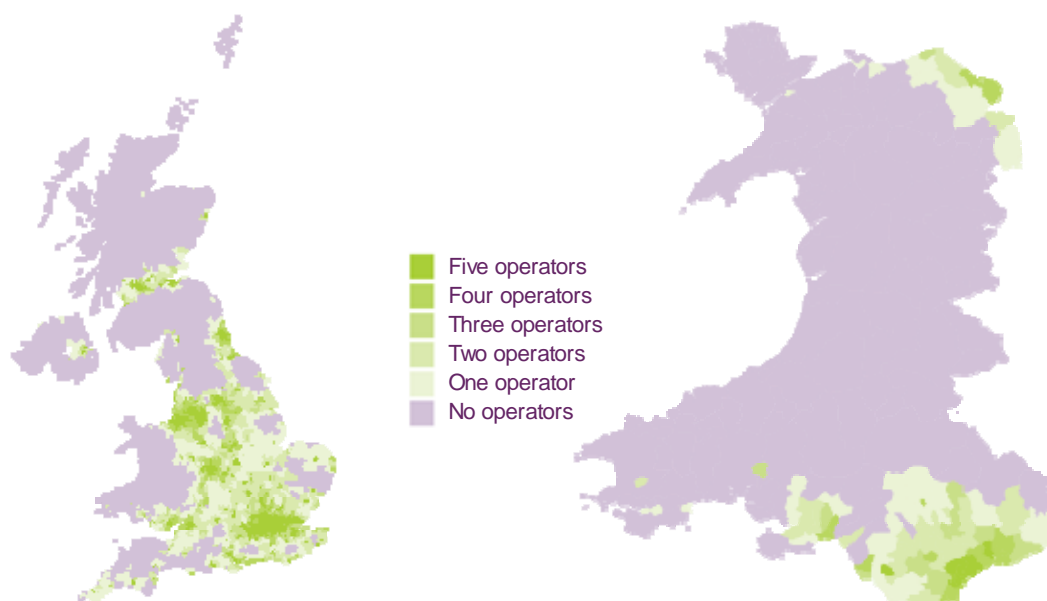 Five operators
Four operators
Three operators
Two operators
One operator
No operators